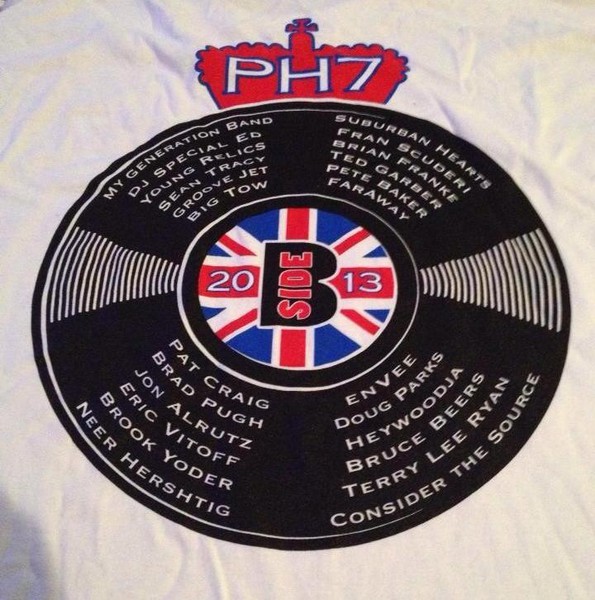 PH7
MyGeneration Band
DJ Special Ed
Young Relics
Sean Tracy
Groove Jet
Big Tow
Suburban Hearts
Fran Scuderi
Brian Franke
Ted Garber
Pete Baker
Faraway
20 B 13
SIDE
Pat Craig
Brad Pugh
Jon Alrutz
Eric Vitoff
Brook Yoder
Neer Hershtig
EnVee
Doug Parks
Heywoodja
Bruce Beers
Terry Lee Ryan
Consider the Source